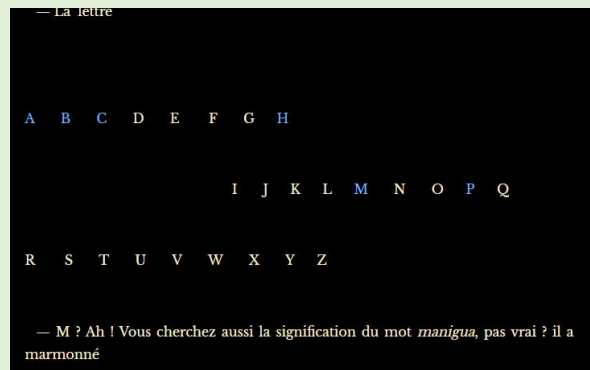 — La lettre
A B C D E F G H
I J K L M N O P Q
R S T U V W X Y Z
— M ? Ah ! Vous cherchez aussi la signification du mot manigua, pas vrai ? il a
marmonné